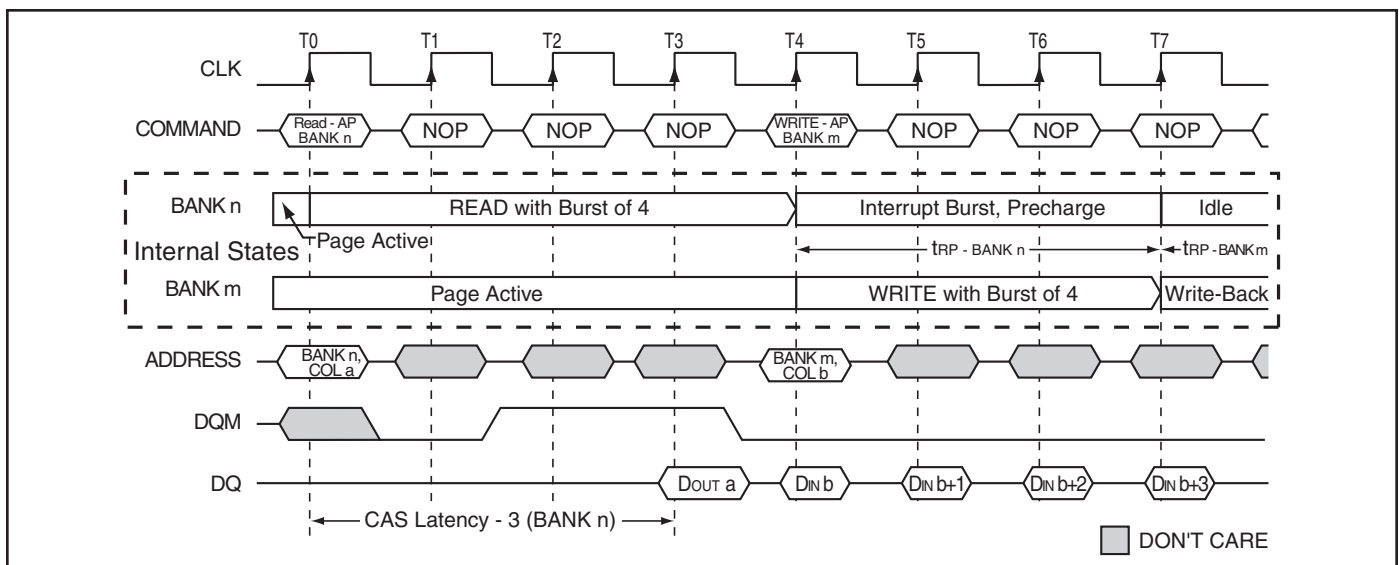 T0 T1 T2 T3 T4 T5 T6 T7
CLK
COMMAND Read - AP NOP NOP NOP WRITE - AP NOP NOP NOP
BANK n BANK m
BANK n READ with Burst of 4 Interrupt Burst, Precharge Idle
Page Active tRP - BANK n tRP - BANK m
Internal States
BANK m Page Active WRITE with Burst of 4 Write-Back
ADDRESS BANK n, BANK m,
COL a COL b
DQM
DQ DOUT a DIN b DIN b+1 DIN b+2 DIN b+3
CAS Latency - 3 (BANK n)
DON'T CARE